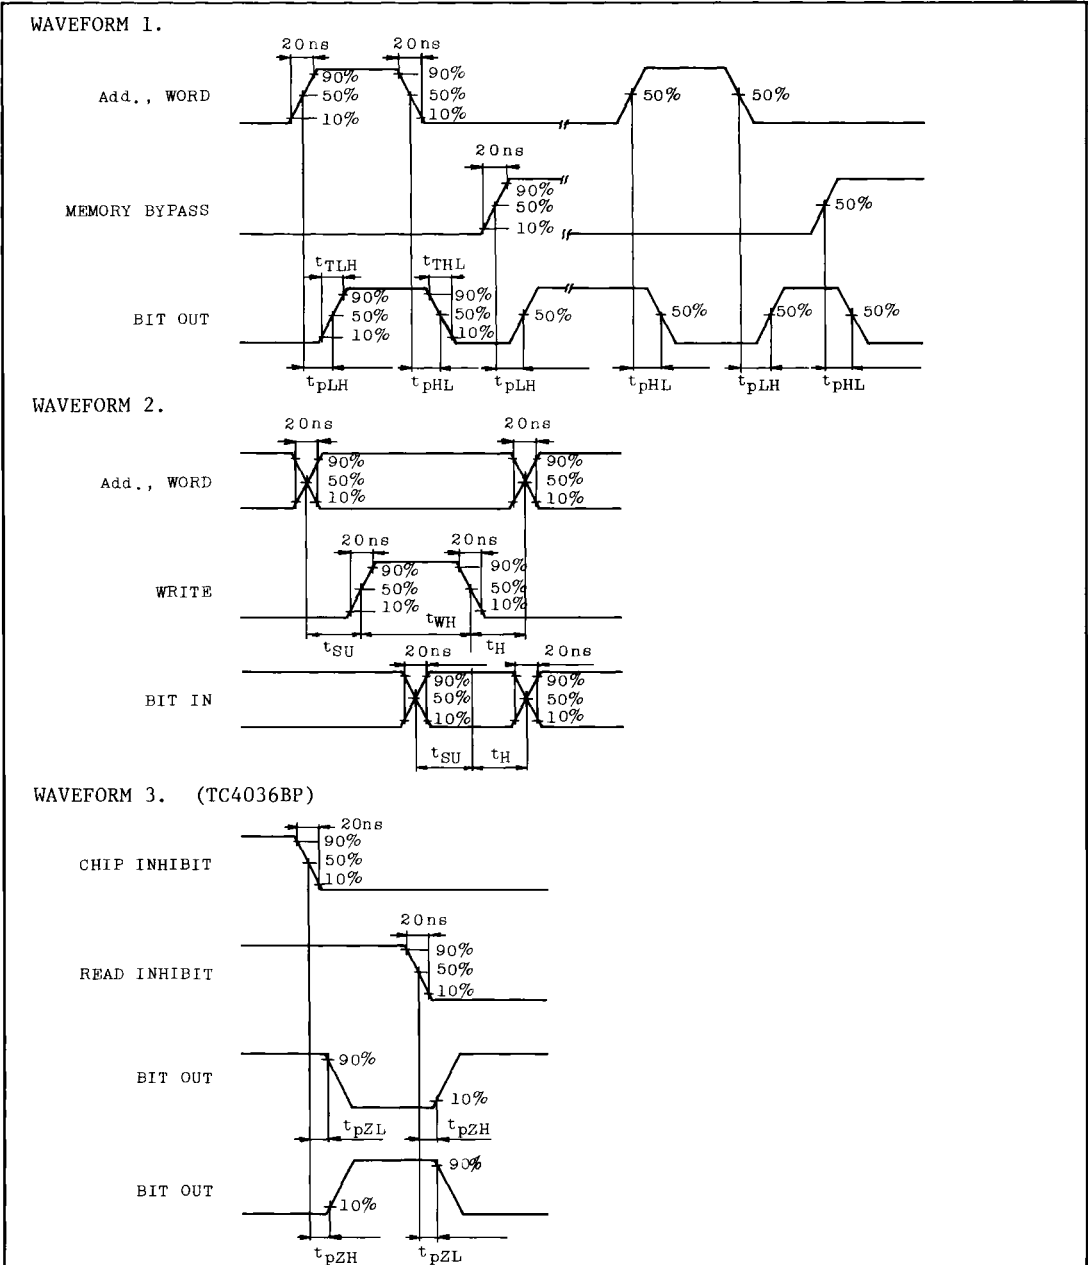 WAVEFORM 1.
20ns 20ns
Add., WORD
90% 50% 10%
90% 50% 10%
50% 50%
20ns
MEMORY BYPASS
90% 50% 10%
50%
tTLH tTHL
BIT OUT
90% 50% 10%
90% 50% 10%
50% 50% 50% 50%
tpLH tpHL tpLH tpHL tpLH tpHL
WAVEFORM 2.
20ns 20ns
Add., WORD
90% 50% 10%
90% 50% 10%
20ns 20ns
WRITE
90% 50% 10%
90% 50% 10%
tSU tWH tH
20ns 20ns
BIT IN
90% 50% 10%
90% 50% 10%
tSU tH
WAVEFORM 3. (TC4036BP)
20ns
CHIP INHIBIT
90% 50% 10%
20ns
READ INHIBIT
90% 50% 10%
BIT OUT
90% 10%
tpZL tpZH
BIT OUT
10% 90%
tpZH tpZL